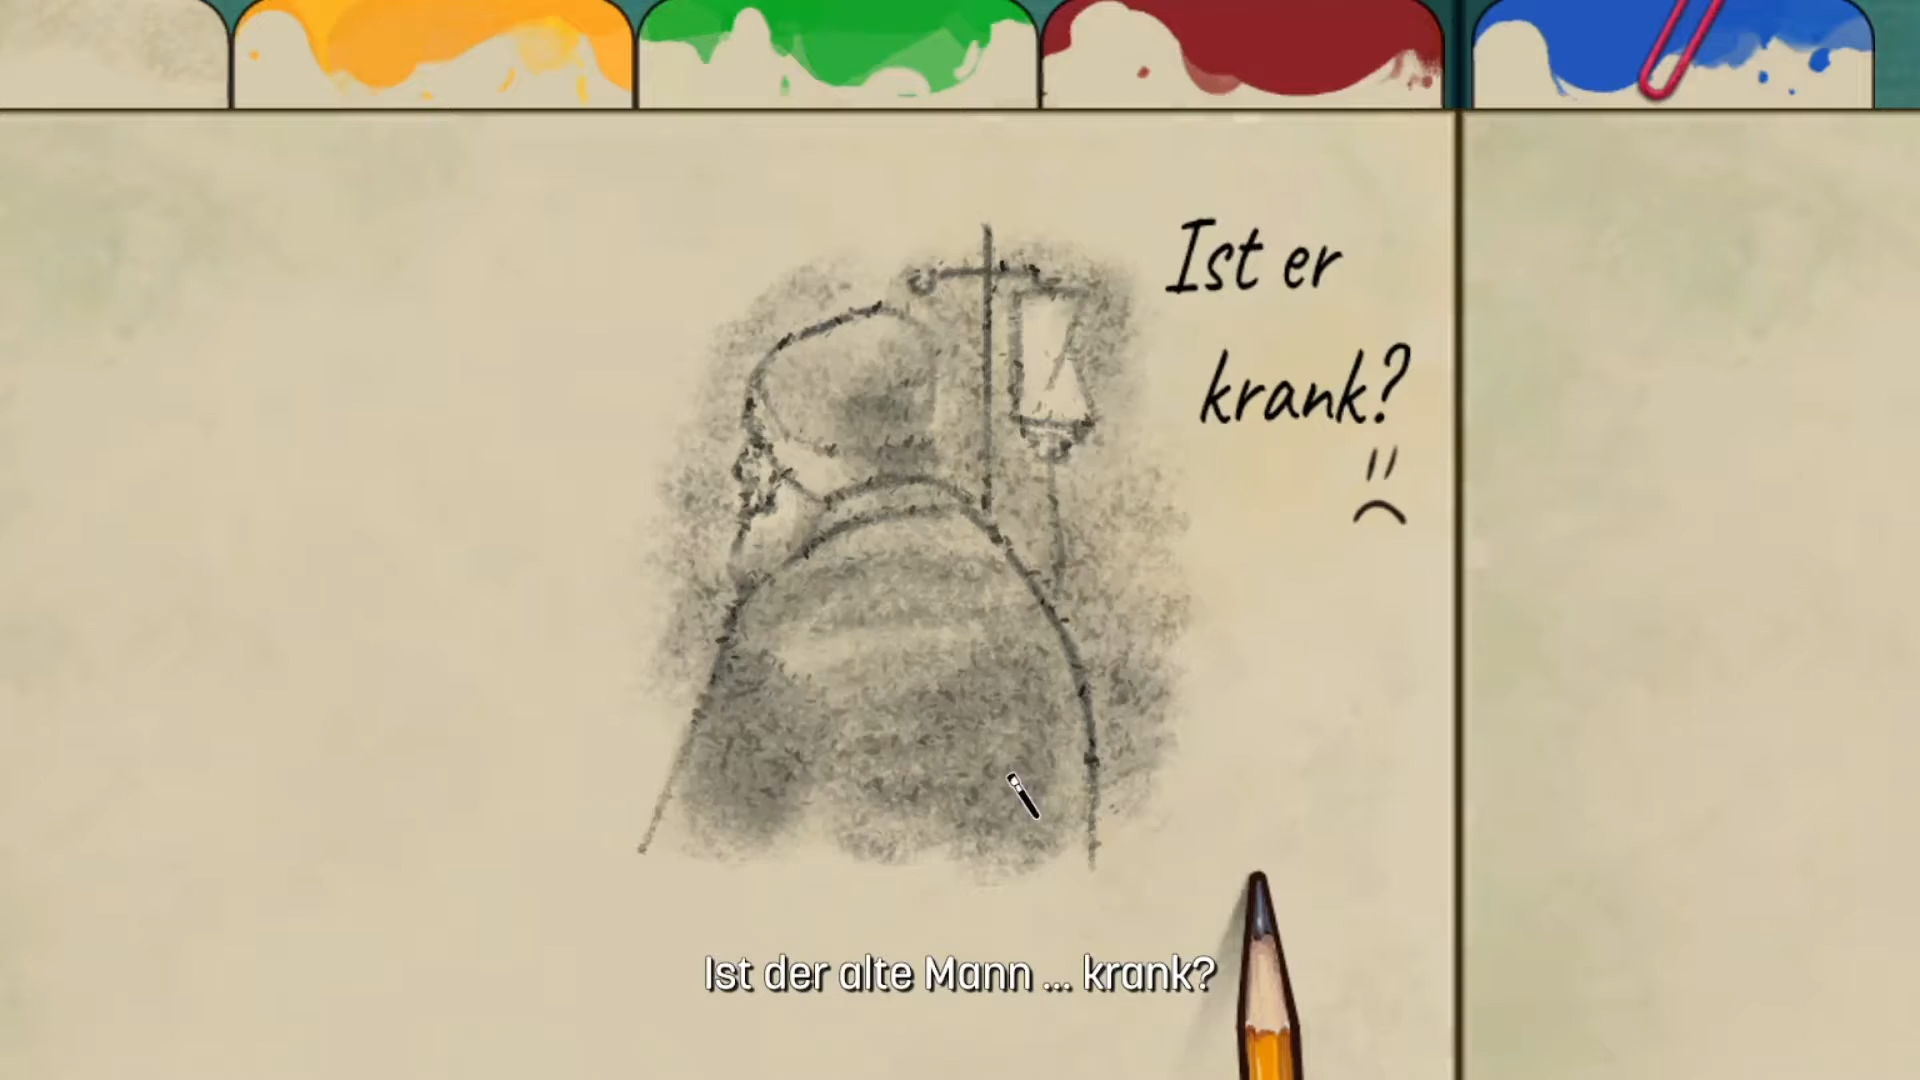 Ist er
krank?
Ist der alte Mann ... krank?